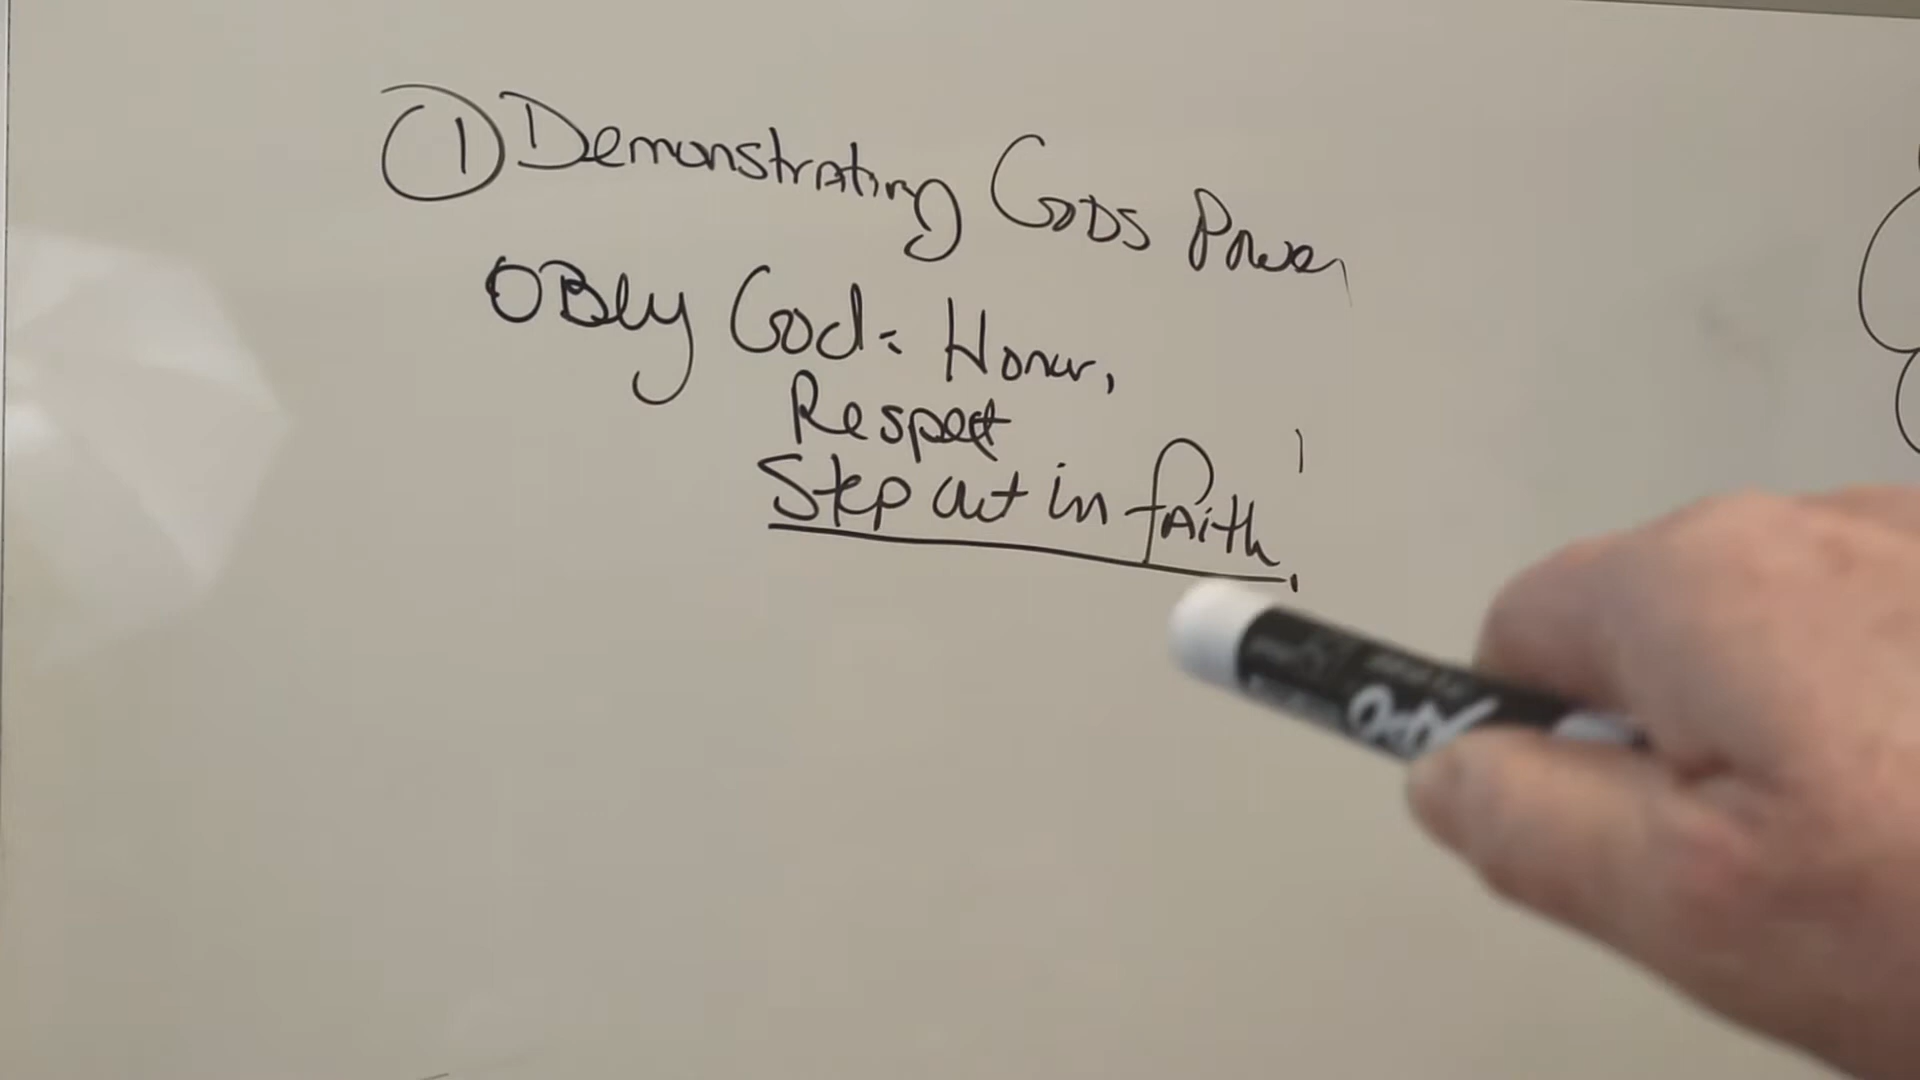 ① Demonstrating Gods Power
OBey God = Honor,
Respect
Step out in faith!